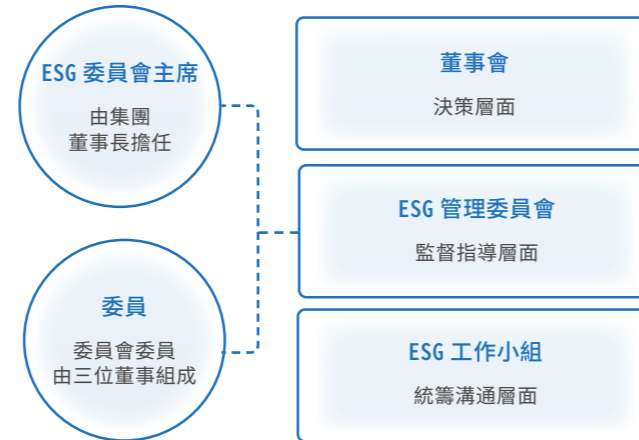 ESG 委員會主席
由集團
董事長擔任
委員
委員會委員
由三位董事組成
董事會
決策層面
ESG 管理委員會
監督指導層面
ESG 工作小組
統籌溝通層面